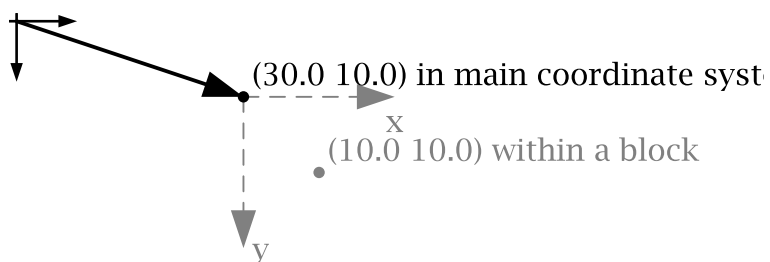 (30.0 10.0) in main coordinate syst
x
(10.0 10.0) within a block
y